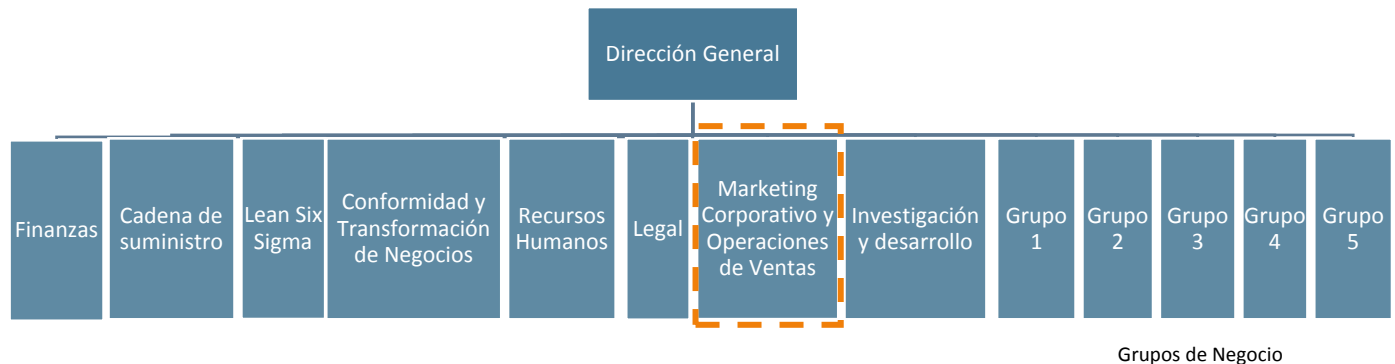 Dirección General
Finanzas
Cadena de
suministro
Lean Six
Sigma
Conformidad y
Transformación
de Negocios
Recursos
Humanos
Legal
Marketing
Corporativo y
Operaciones
de Ventas
Investigación
y desarrollo
Grupo
1
Grupo
2
Grupo
3
Grupo
4
Grupo
5
Grupos de Negocio